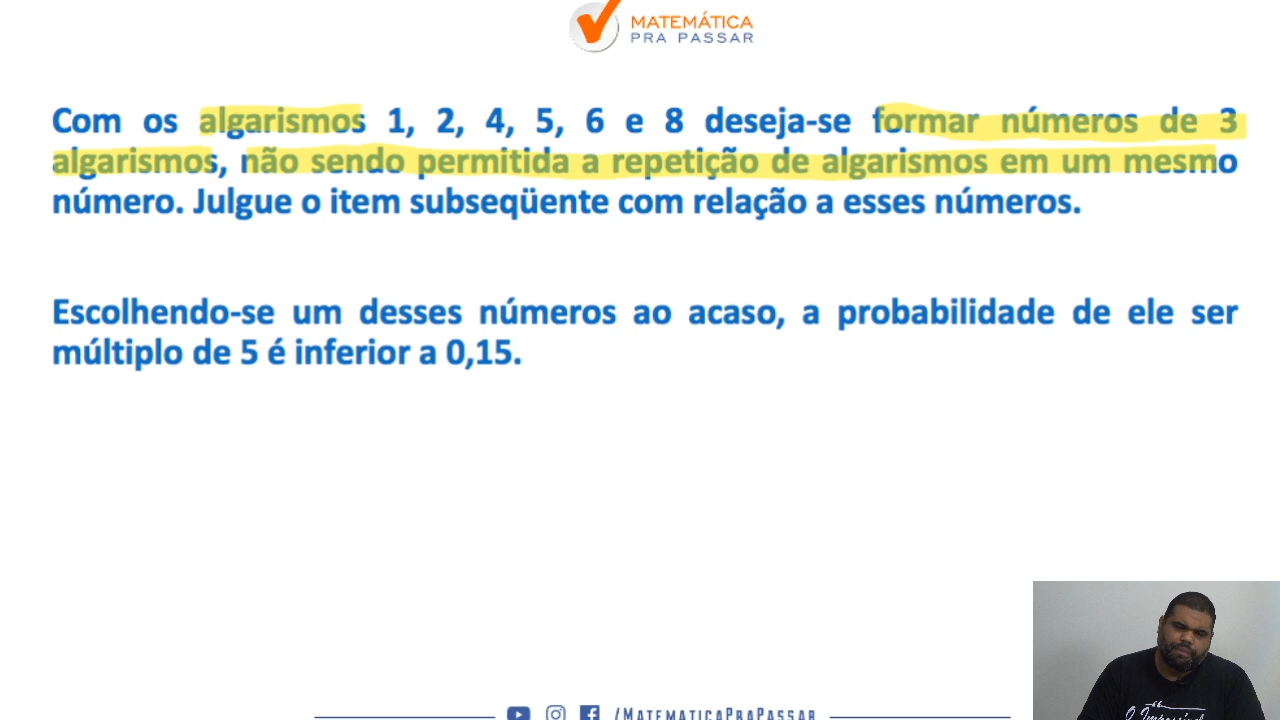 MATEMÁTICA
PRA PASSAR
Com os algarismos 1, 2, 4, 5, 6 e 8 deseja-se formar números de 3
algarismos, não sendo permitida a repetição de algarismos em um mesmo
número. Julgue o item subseqüente com relação a esses números.
Escolhendo-se um desses números ao acaso, a probabilidade de ele ser
múltiplo de 5 é inferior a 0,15.
O Impossível
/MATEMATICAPRAPASSAR